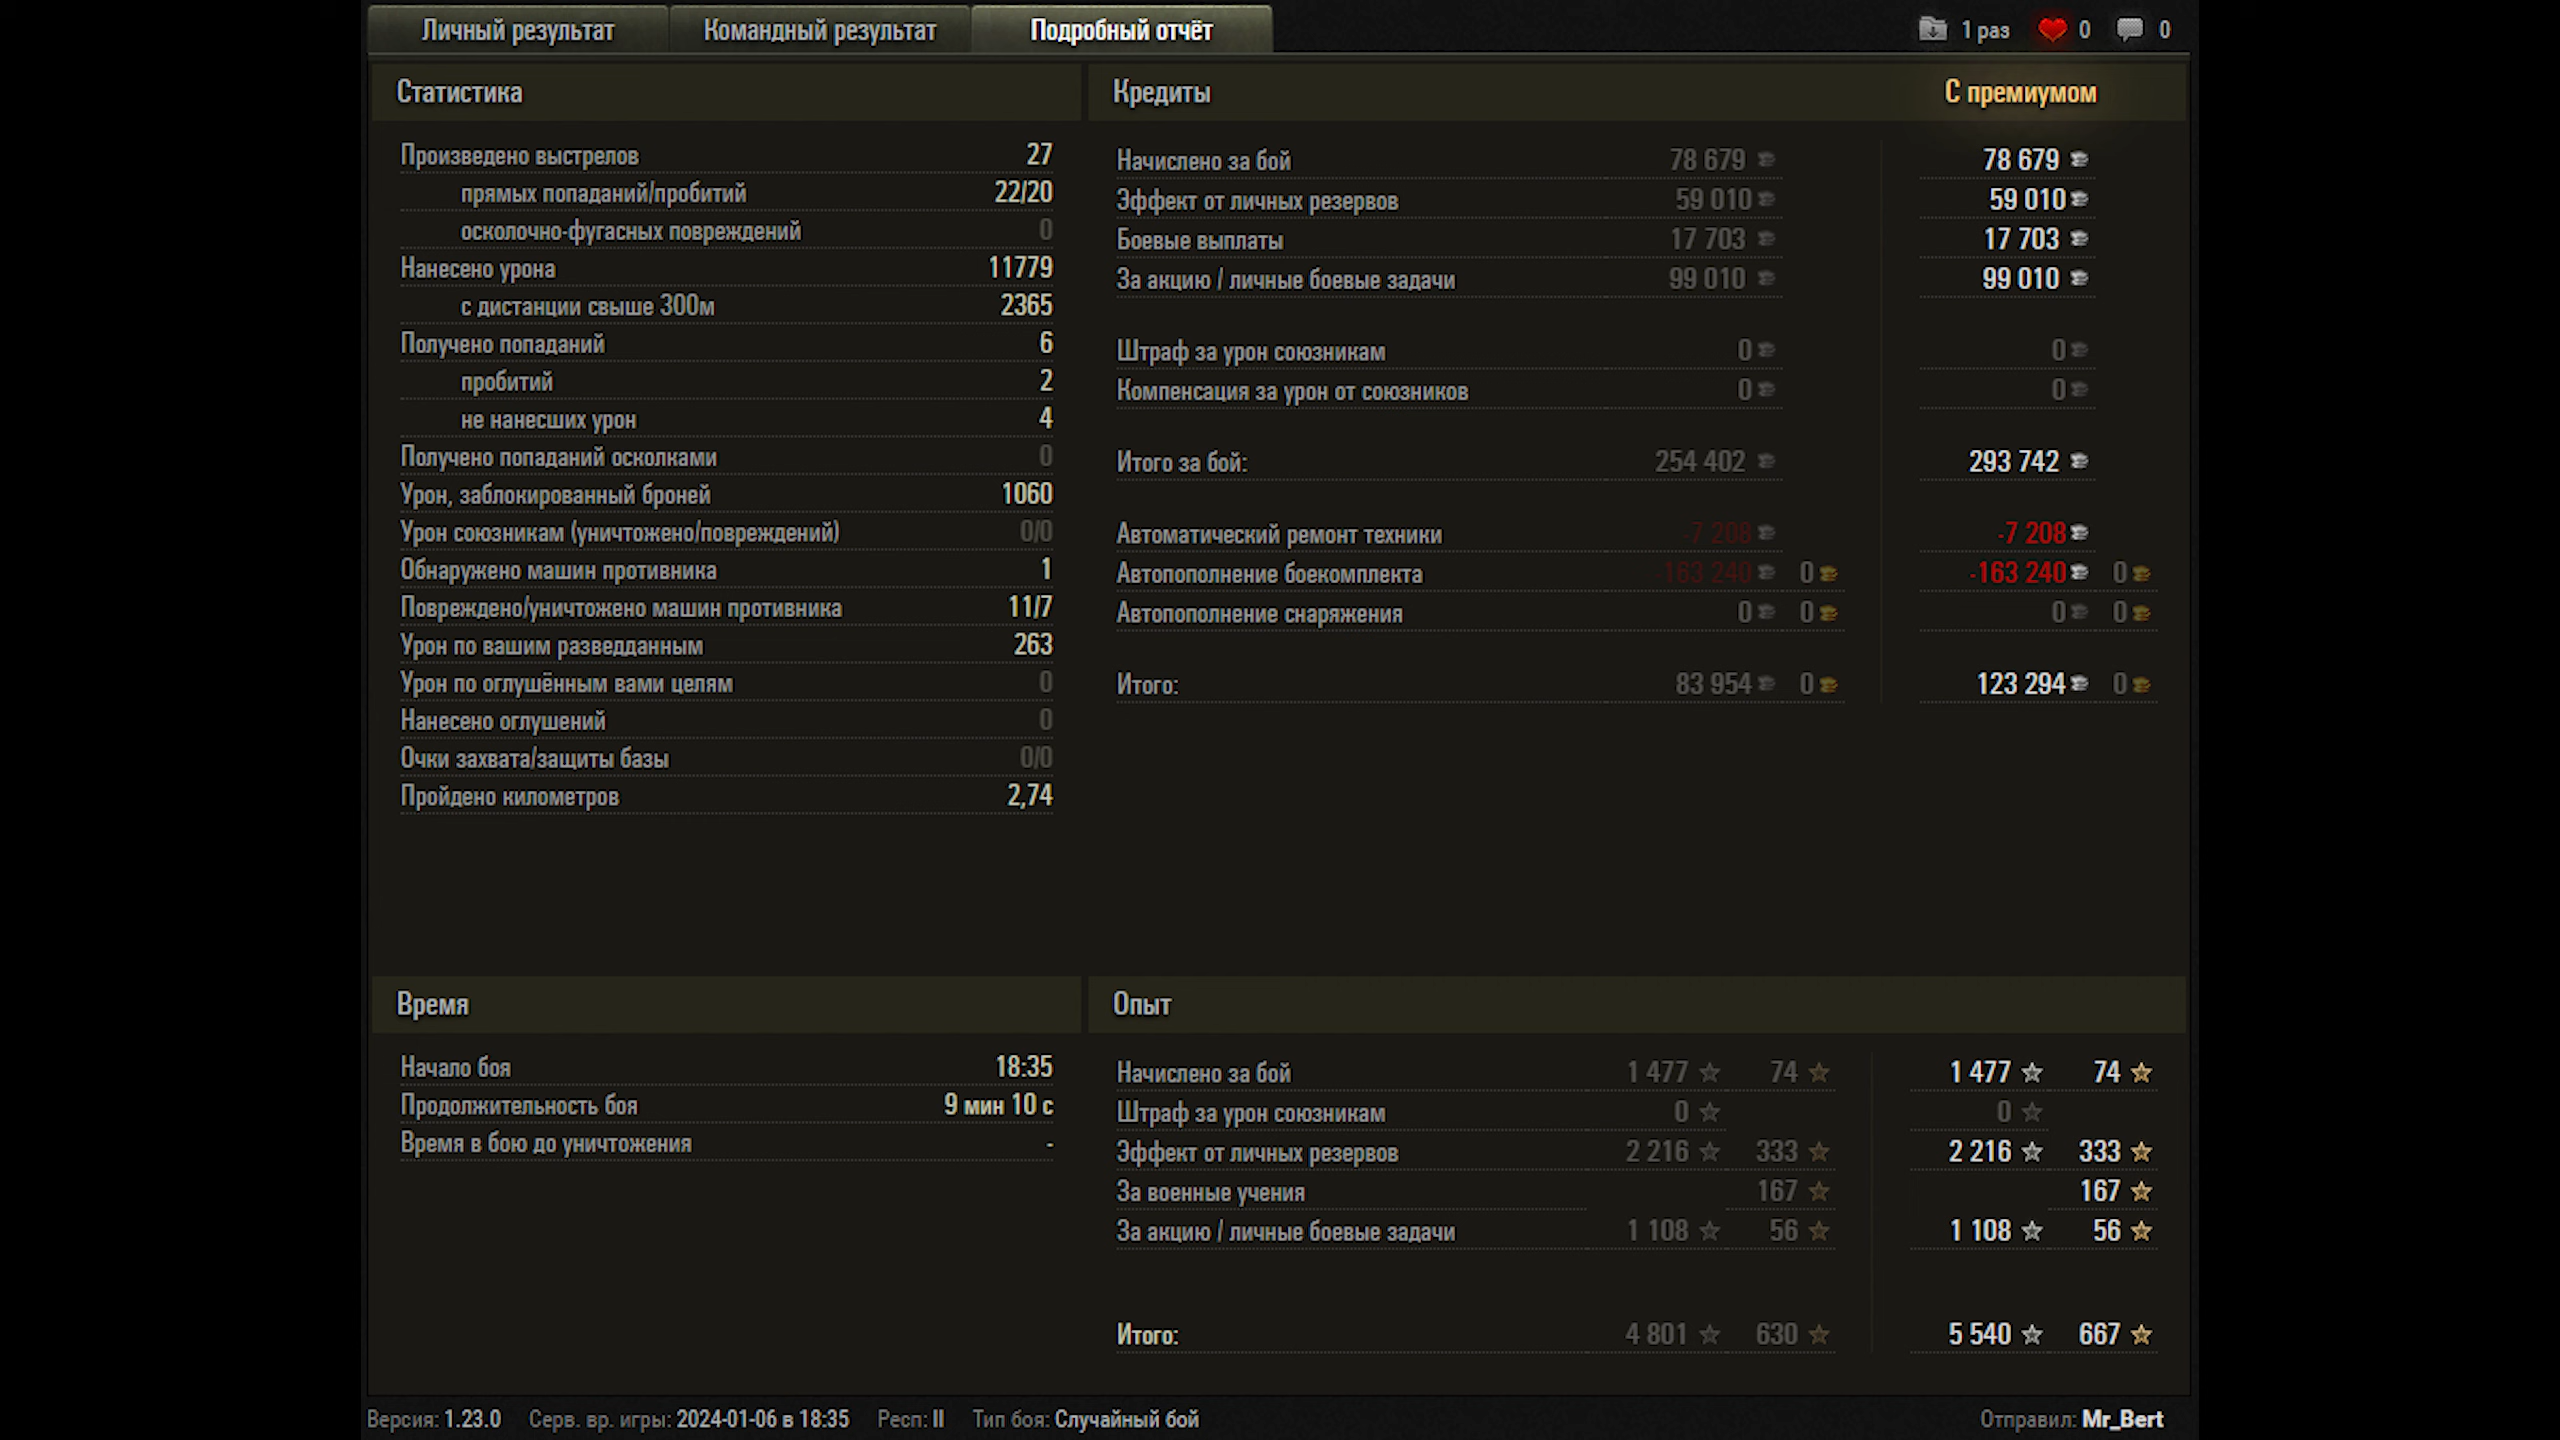 Личный результат Командный результат Подробный отчёт 1 раз 0 0
Статистика
Произведено выстрелов 27
прямых попаданий/пробитий 22/20
осколочно-фугасных повреждений 0
Нанесено урона 11779
с дистанции свыше 300м 2365
Получено попаданий 6
пробитий 2
не нанесших урон 4
Получено попаданий осколками 0
Урон, заблокированный броней 1060
Урон союзникам (уничтожено/повреждений) 0/0
Обнаружено машин противника 1
Повреждено/уничтожено машин противника 11/7
Урон по вашим разведданным 263
Урон по оглушённым вами целям 0
Нанесено оглушений 0
Очки захвата/защиты базы 0/0
Пройдено километров 2,74
Кредиты С премиумом
Начислено за бой 78 679 78 679
Эффект от личных резервов 59 010 59 010
Боевые выплаты 17 703 17 703
За акцию / личные боевые задачи 99 010 99 010
Штраф за урон союзникам 0 0
Компенсация за урон от союзников 0 0
Итого за бой: 254 402 293 742
Автоматический ремонт техники -7 208 -7 208
Автопополнение боекомплекта -163 240 0 -163 240 0
Автопополнение снаряжения 0 0 0 0
Итого: 83 954 0 123 294 0
Время
Начало боя 18:35
Продолжительность боя 9 мин 10 с
Время в бою до уничтожения -
Опыт
Начислено за бой 1 477 74 1 477 74
Штраф за урон союзникам 0 0
Эффект от личных резервов 2 216 333 2 216 333
За военные учения 167 167
За акцию / личные боевые задачи 1 108 56 1 108 56
Итого: 4 801 630 5 540 667
Версия: 1.23.0 Серв. вр. игры: 2024-01-06 в 18:35 Респ: II Тип боя: Случайный бой Отправил: Mr_Bert